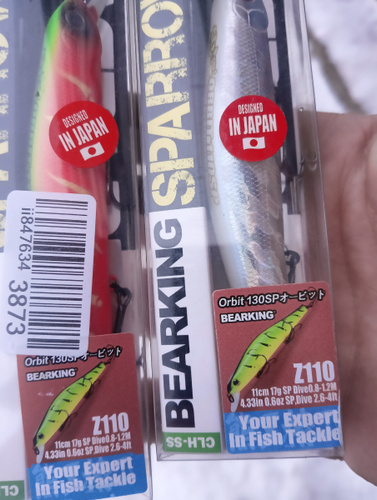 DESIGNED
IN JAPAN
ii847634
3873
Orbit 130SPオービット
BEARKING
Z110
11cm 17g SP Dive0.8-1.2M
4.33in 0.6oz SP,Dive 2.6-4ft
Your Expert
in Fish Tackle
BEARKING SPARROW
CLH-SS
DESIGNED
IN JAPAN
Orbit 130SPオービット
BEARKING
Z110
11cm 17g SP Dive0.8-1.2M
4.33in 0.6oz SP,Dive 2.6-4ft
Your Expert
in Fish Tackle